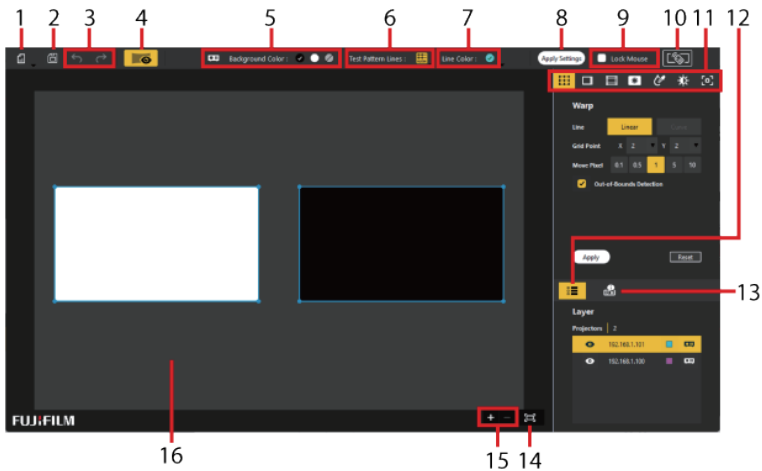 1 2 3 4 5 6 7 8 9 10 11 12
Background Color : Test Pattern Lines : Line Color : Apply Settings Lock Mouse
Warp
Line Linear Curve
Grid Point X 2 Y 2
Move Pixel 0.1 0.5 1 5 10
Out-of-Bounds Detection
Apply Reset
13
Layer
Projectors 2
192.168.1.101
192.168.1.100
FUJIFILM
16 15 14